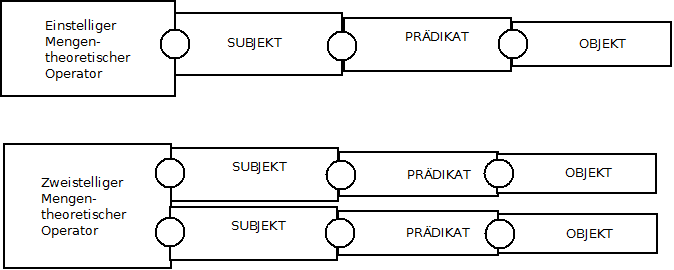 Einstelliger
Mengen-
theoretischer
Operator
SUBJEKT
PRÄDIKAT
OBJEKT
Zweistelliger
Mengen-
theoretischer
Operator
SUBJEKT
PRÄDIKAT
OBJEKT
SUBJEKT
PRÄDIKAT
OBJEKT